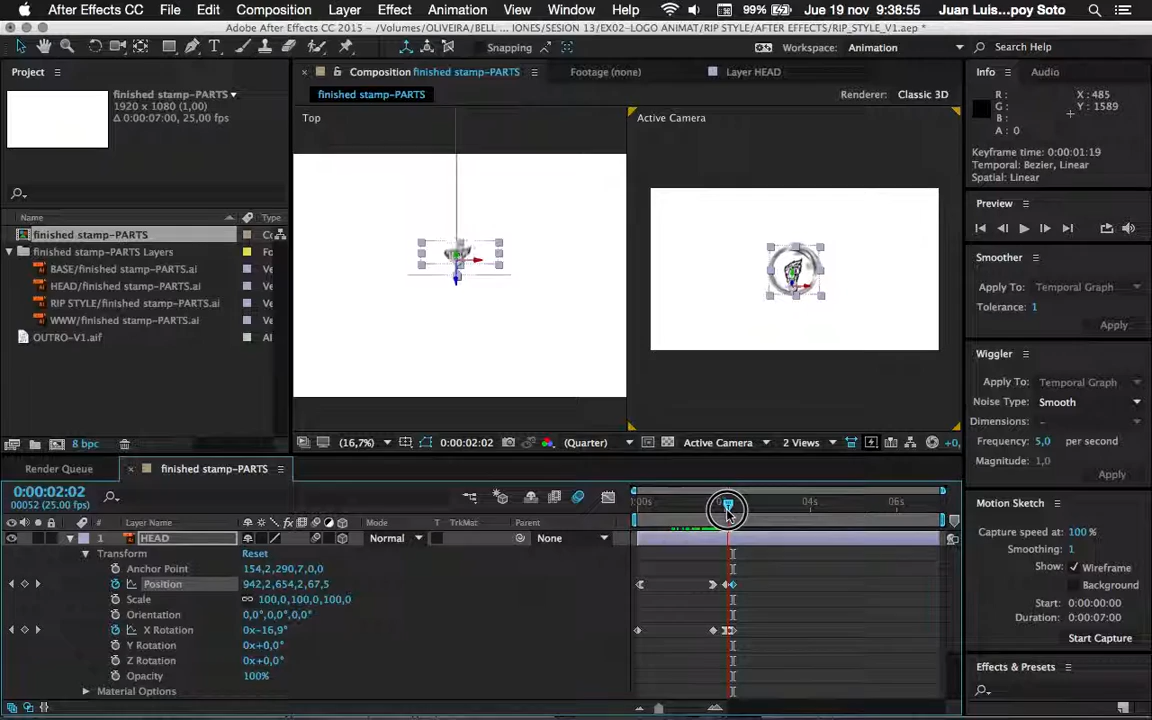 After Effects CC File Edit Composition Layer Effect Animation View Window Help 99% Jue 19 nov 9:38:55 Juan Luis...poy Soto
After Effects CC 2015 - /Volumes/OLIVEIRA/BELL ... IONES/SESION 13/EX02-LOGO ANIMAT/RIP STYLE/RIP_STYLE_V1.aep *
Snapping Workspace: Animation Search Help
Project
finished stamp-PARTS
1920 x 1080 (1,00)
Δ 0:00:07:00, 25,00 fps
Name Type
finished stamp-PARTS Cc
finished stamp-PARTS Layers Fo
BASE/finished stamp-PARTS.ai Ve
HEAD/finished stamp-PARTS.ai Ve
RIP STYLE/finished stamp-PARTS.ai Ve
WWW/finished stamp-PARTS.ai Ve
OUTRO-V1.aif Al
8 bpc
Composition finished stamp-PARTS Footage (none) Layer HEAD
finished stamp-PARTS Renderer: Classic 3D
Top Active Camera
(16,7%) 0:00:02:02 (Quarter) Active Camera 2 Views +0,
Info Audio
R : X : 485
G : Y : 1589
B :
A : 0
Keyframe time: 0:00:01:19
Temporal: Bezier, Linear
Spatial: Linear
Preview
Smoother
Apply To: Temporal Graph
Tolerance: 1
Apply
Wiggler
Apply To: Temporal Graph
Noise Type: Smooth
Dimensions: -
Frequency: 5,0 per second
Magnitude: 1,0
Apply
Motion Sketch
Capture speed at: 100 %
Smoothing: 1
Show: Wireframe
Background
Start: 0:00:00:00
Duration: 0:00:07:00
Start Capture
Effects & Presets
Render Queue finished stamp-PARTS
0:00:02:02
00052 (25.00 fps)
:00s 04s 06s
# Layer Name Mode T TrkMat Parent
1 HEAD Normal None
Transform Reset
Anchor Point 154,2,290,7,0,0
Position 942,2,654,2,67,5
Scale 100,0,100,0,100,0%
Orientation 0,0°,0,0°,0,0°
X Rotation 0x-16,9°
Y Rotation 0x+0,0°
Z Rotation 0x+0,0°
Opacity 100%
Material Options